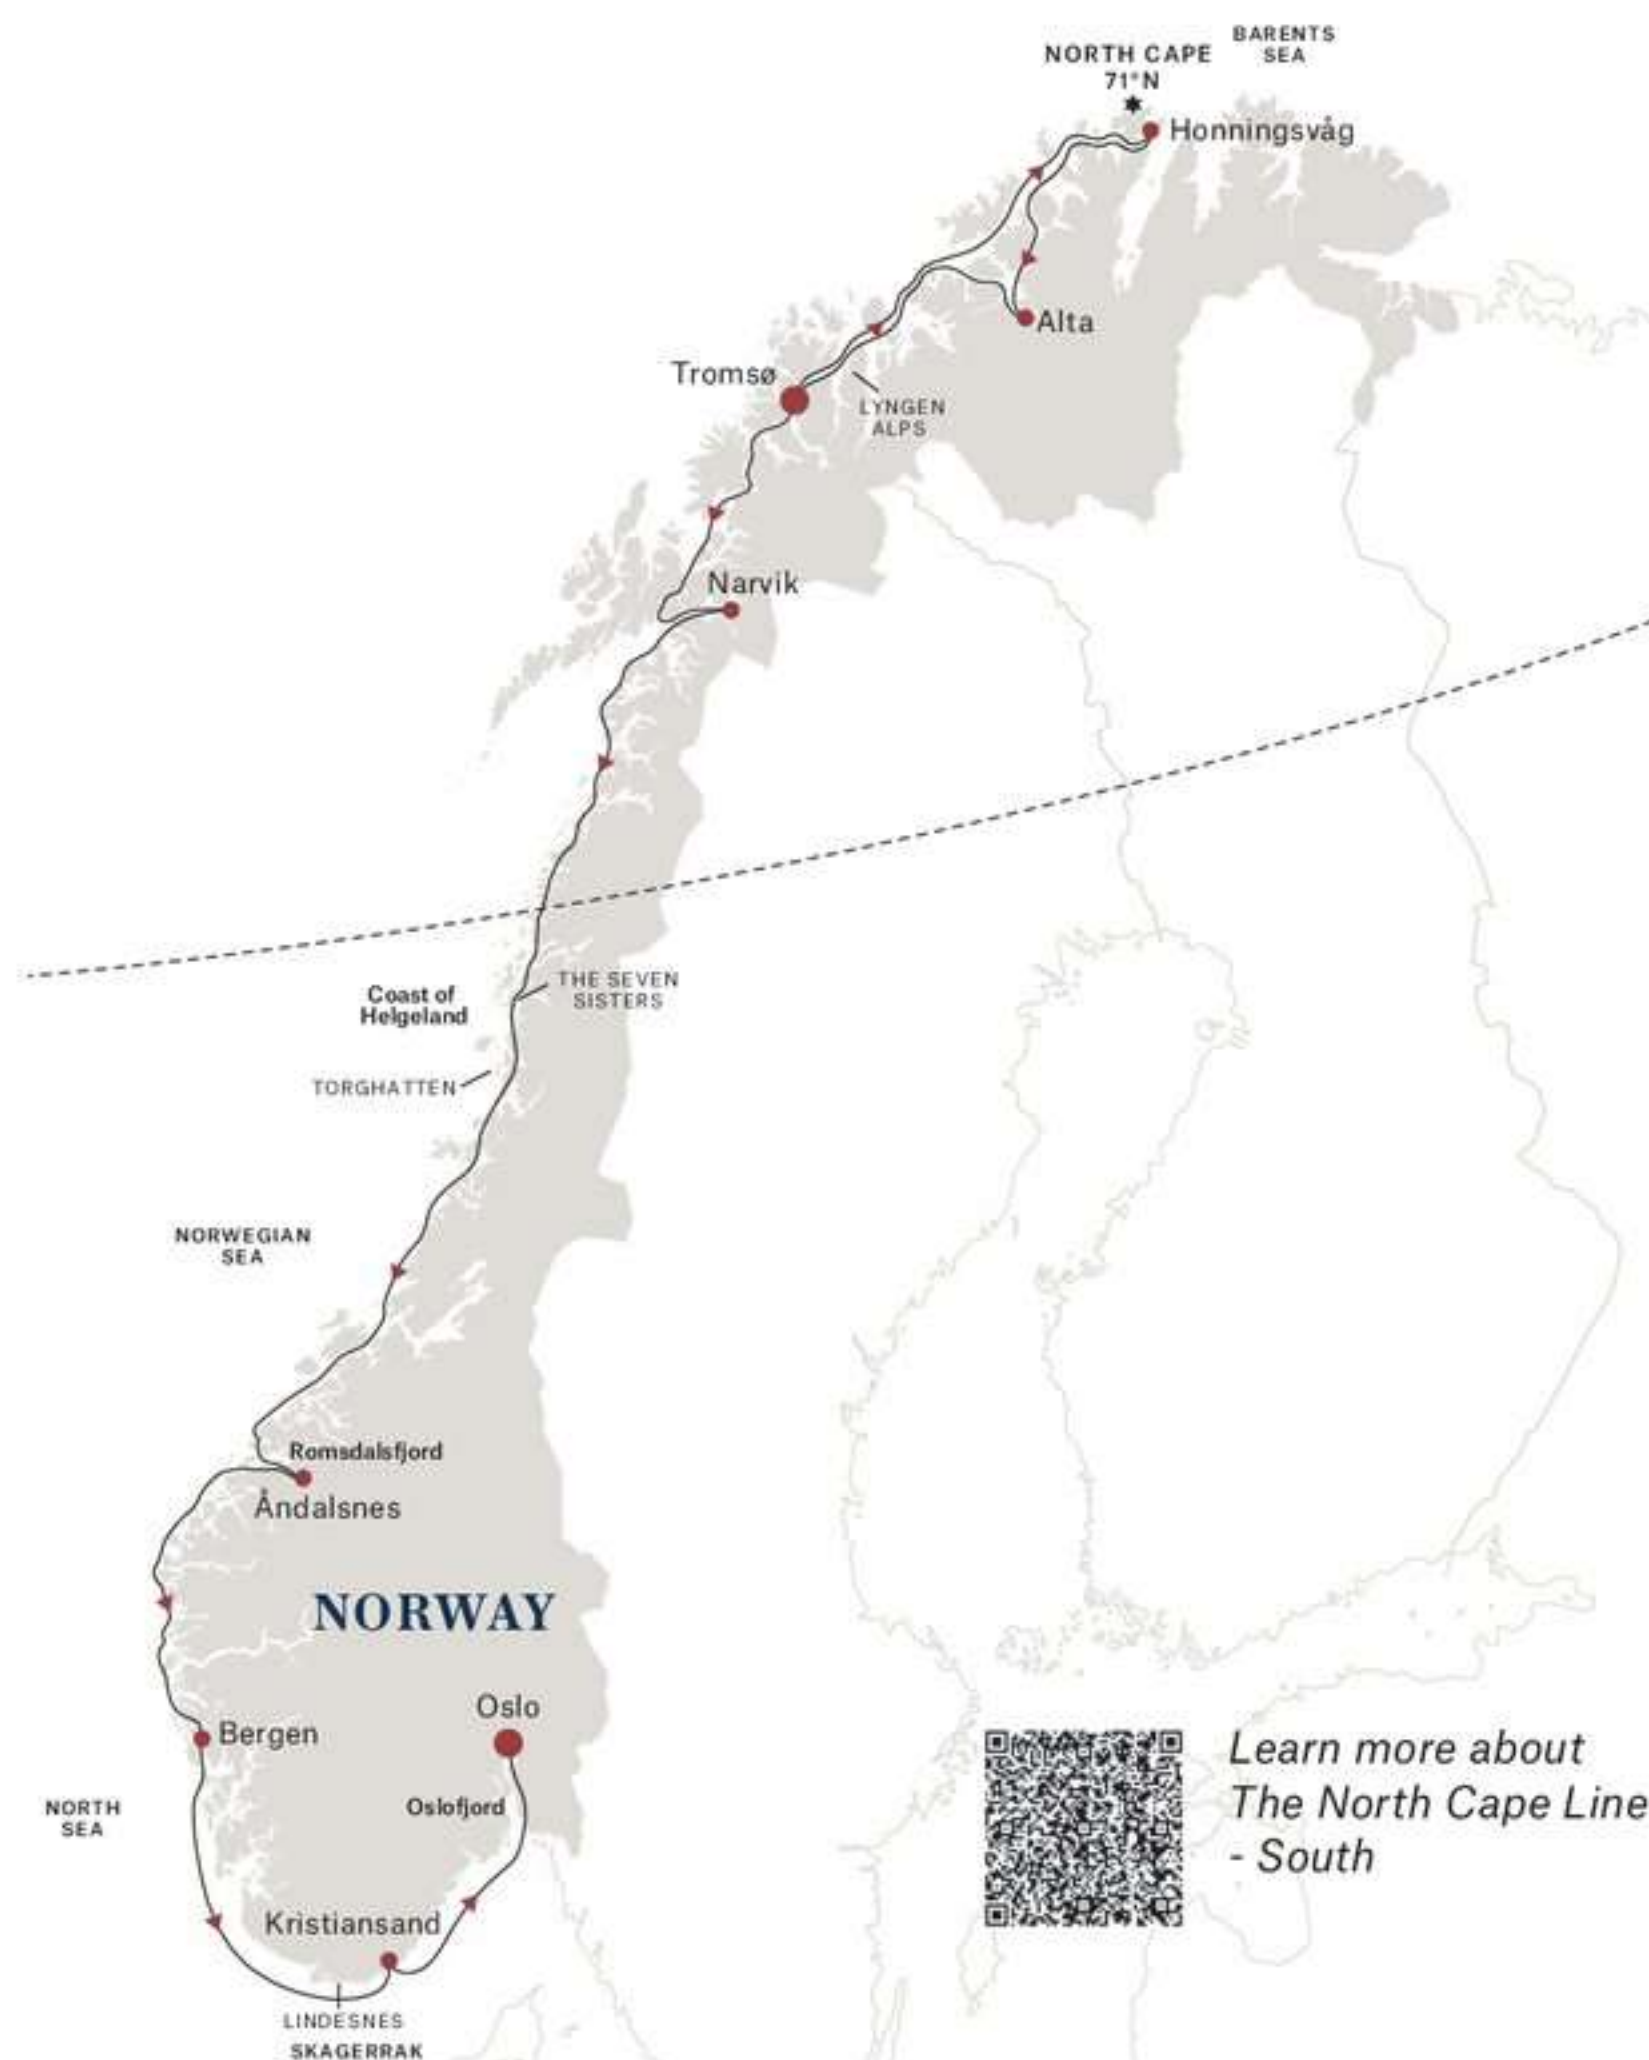 BARENTS
SEA
NORTH CAPE
71°N
Honningsvåg
Alta
Tromsø
LYNGEN
ALPS
Narvik
THE SEVEN
SISTERS
Coast of
Helgeland
TORGHATTEN
NORWEGIAN
SEA
Romsdalsfjord
Åndalsnes
NORWAY
Oslo
Bergen
Oslofjord
NORTH
SEA
Learn more about
The North Cape Line
- South
Kristiansand
LINDESNES
SKAGERRAK